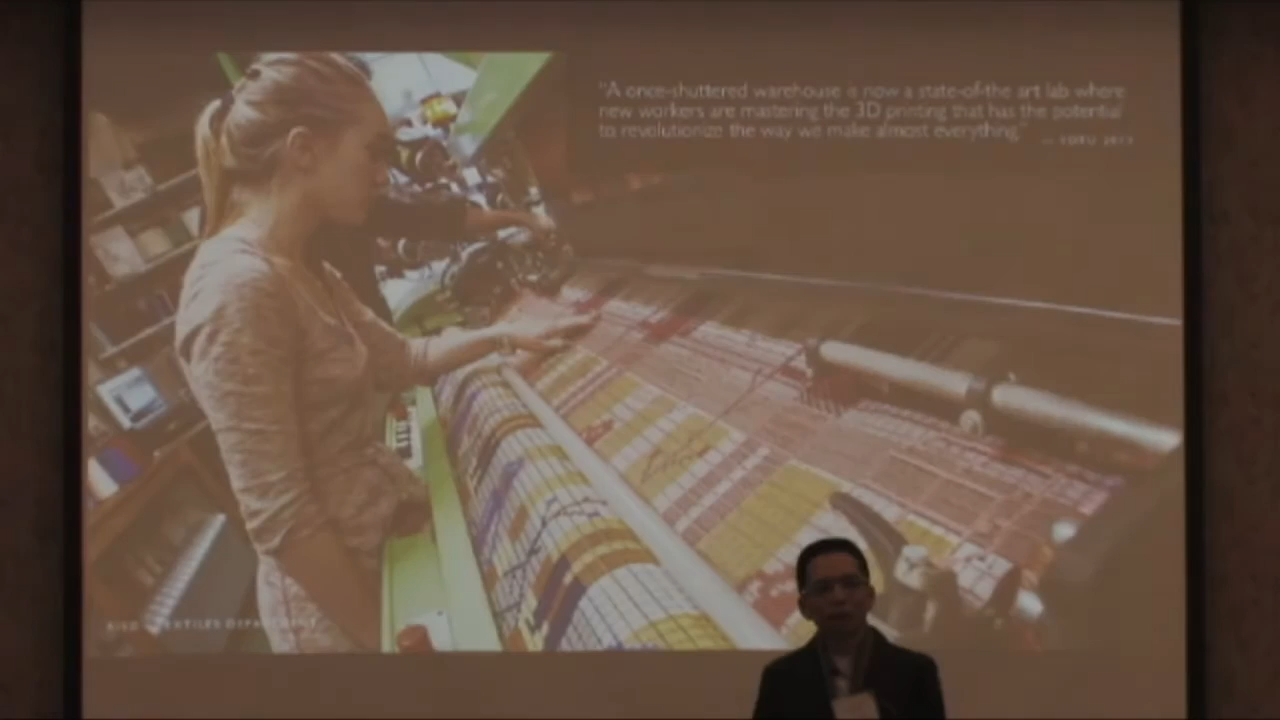 "A once-shuttered warehouse is now a state-of-the art lab where
new workers are mastering the 3D printing that has the potential
to revolutionize the way we make almost everything."
RISD TEXTILES DEPARTMENT